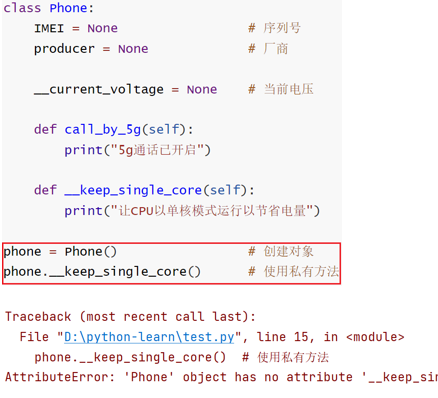 class Phone:
    IMEI = None                 # 序列号
    producer = None             # 厂商
    __current_voltage = None    # 当前电压
    def call_by_5g(self):
        print("5g通话已开启")
    def __keep_single_core(self):
        print("让CPU以单核模式运行以节省电量")
phone = Phone()                 # 创建对象
phone.__keep_single_core()      # 使用私有方法
Traceback (most recent call last):
  File "D:\python-learn\test.py", line 15, in <module>
    phone.__keep_single_core()  # 使用私有方法
AttributeError: 'Phone' object has no attribute '__keep_sin